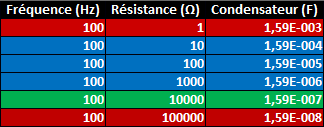 Fréquence (Hz) Résistance (Ω) Condensateur (F)
100 1 1,59E-003
100 10 1,59E-004
100 100 1,59E-005
100 1000 1,59E-006
100 10000 1,59E-007
100 100000 1,59E-008